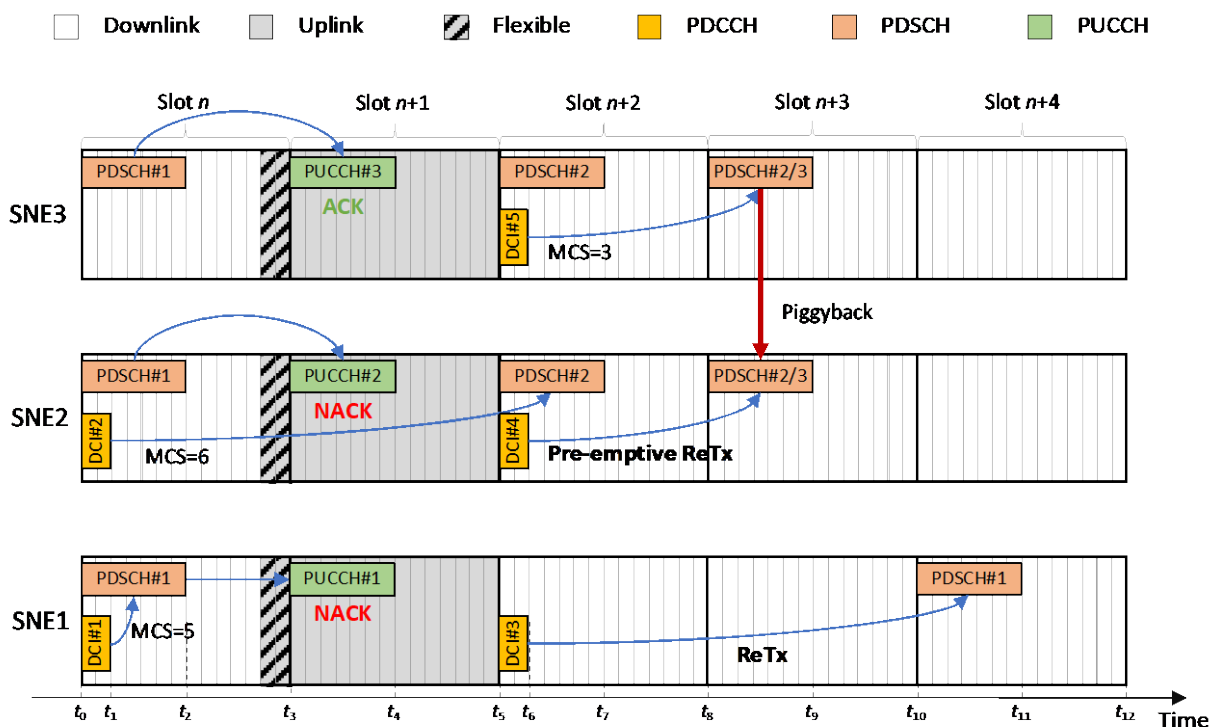 Downlink Uplink Flexible PDCCH PDSCH PUCCH
Slot n Slot n+1 Slot n+2 Slot n+3 Slot n+4
SNE3
PDSCH#1 PUCCH#3 PDSCH#2 PDSCH#2/3
ACK
DCI#5
MCS=3
Piggyback
SNE2
PDSCH#1 PUCCH#2 PDSCH#2 PDSCH#2/3
NACK
DCI#2 DCI#4
MCS=6 Pre-emptive ReTx
SNE1
PDSCH#1 PUCCH#1 PDSCH#1
NACK
DCI#1 DCI#3
MCS=5 ReTx
t0 t1 t2 t3 t4 t5 t6 t7 t8 t9 t10 t11 t12 Time